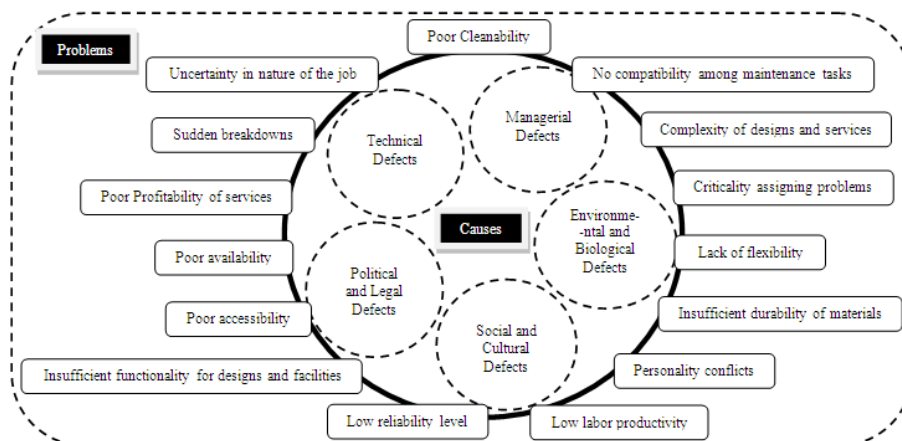 Poor Cleanability
Problems
Uncertainty in nature of the job
No compatibility among maintenance tasks
Managerial
Defects
Technical
Defects
Sudden breakdowns
Complexity of designs and services
Poor Profitability of services
Criticality assigning problems
Causes
Environme-
-ntal and
Biological
Defects
Poor availability
Lack of flexibility
Political
and Legal
Defects
Poor accessibility
Insufficient durability of materials
Social and
Cultural
Defects
Insufficient functionality for designs and facilities
Personality conflicts
Low reliability level
Low labor productivity